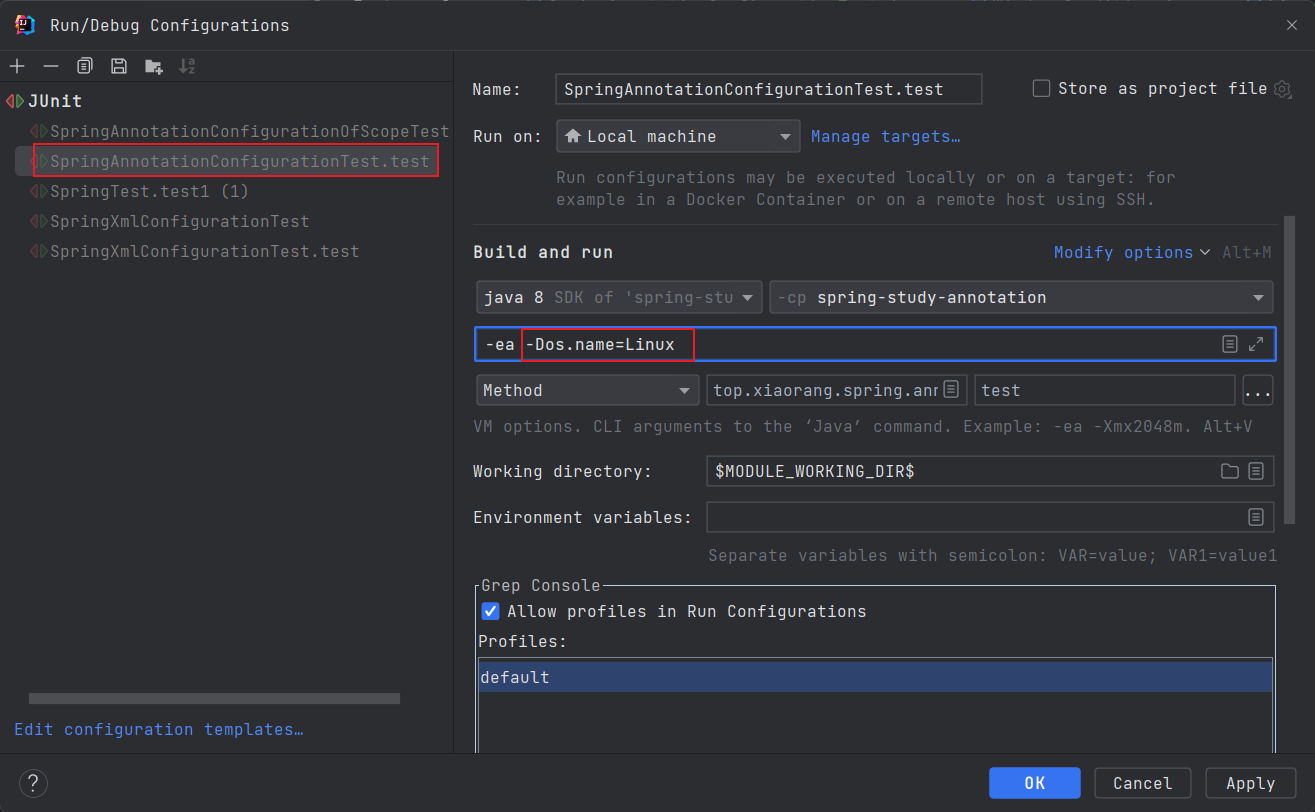 Run/Debug Configurations
JUnit
SpringAnnotationConfigurationOfScopeTest
SpringAnnotationConfigurationTest.test
SpringTest.test1 (1)
SpringXmlConfigurationTest
SpringXmlConfigurationTest.test
Edit configuration templates…
Name: SpringAnnotationConfigurationTest.test Store as project file
Run on: Local machine Manage targets…
Run configurations may be executed locally or on a target: for
example in a Docker Container or on a remote host using SSH.
Build and run Modify options Alt+M
java 8 SDK of 'spring-stu -cp spring-study-annotation
-ea -Dos.name=Linux
Method top.xiaorang.spring.anr test ...
VM options. CLI arguments to the ‘Java’ command. Example: -ea -Xmx2048m. Alt+V
Working directory: $MODULE_WORKING_DIR$
Environment variables:
Separate variables with semicolon: VAR=value; VAR1=value1
Grep Console
Allow profiles in Run Configurations
Profiles:
default
? OK Cancel Apply